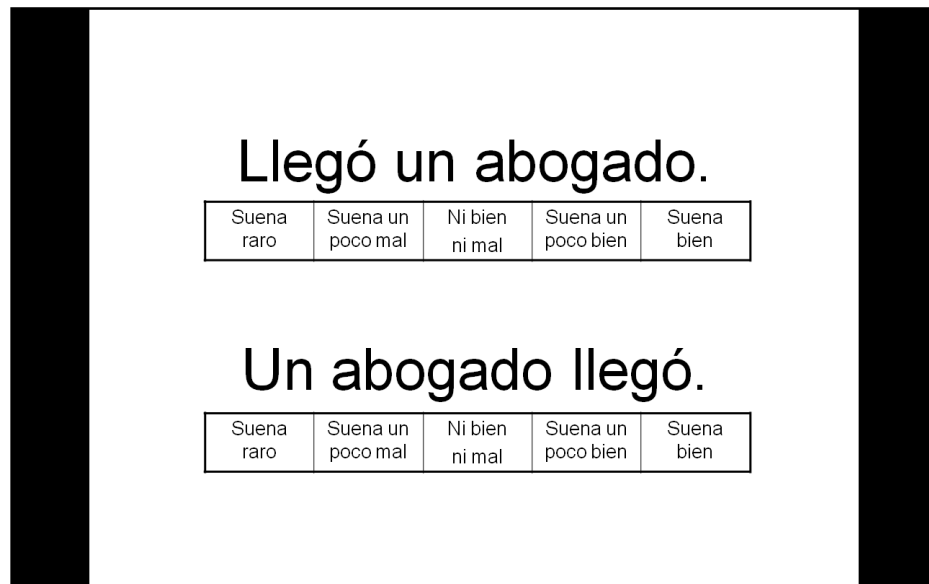 Llegó un abogado.
Suena raro | Suena un poco mal | Ni bien ni mal | Suena un poco bien | Suena bien
Un abogado llegó.
Suena raro | Suena un poco mal | Ni bien ni mal | Suena un poco bien | Suena bien